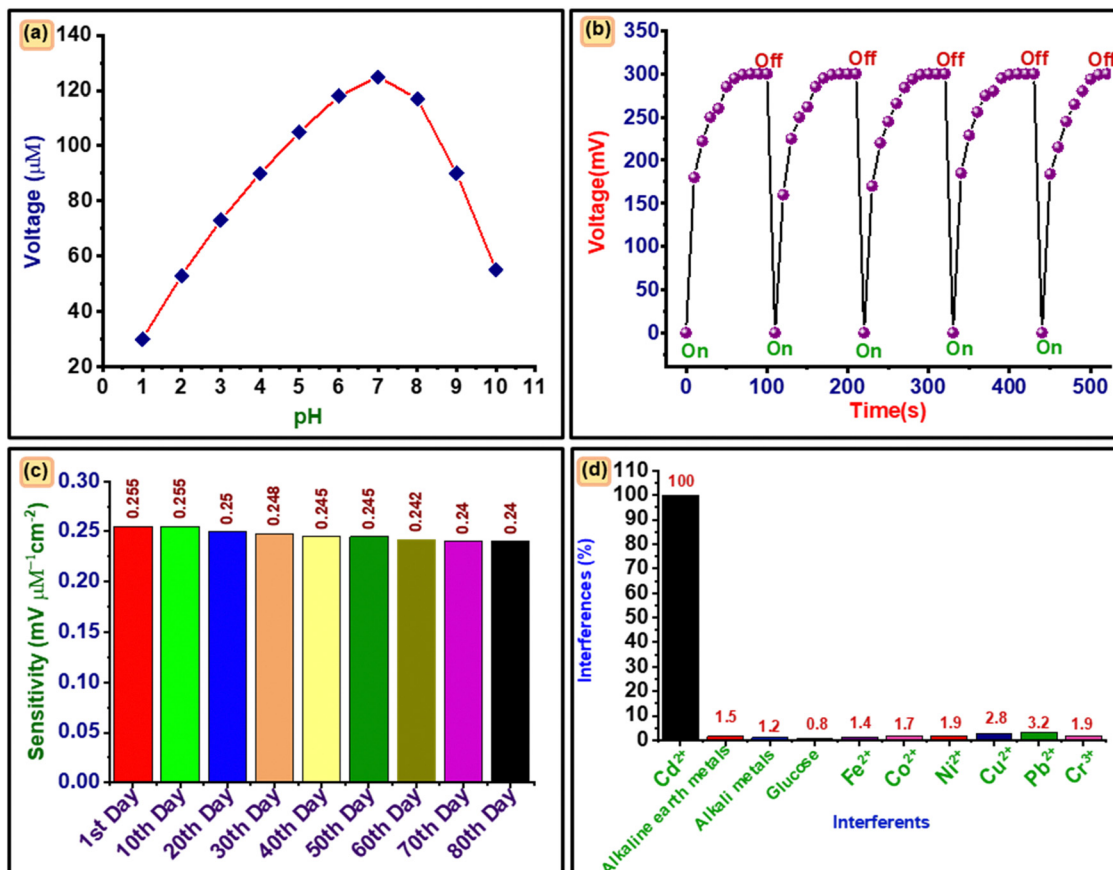 (a)
140
120
100
80
60
40
20
Voltage (μM)
0 1 2 3 4 5 6 7 8 9 10 11
pH
(b)
350
300
250
200
150
100
50
0
Voltage(mV)
Off Off Off Off Off
On On On On On
0 100 200 300 400 500
Time(s)
(c)
0.30
0.25
0.20
0.15
0.10
0.05
0.00
Sensitivity (mV μM⁻¹cm⁻²)
0.255 0.255 0.25 0.248 0.245 0.245 0.242 0.24 0.24
1st Day 10th Day 20th Day 30th Day 40th Day 50th Day 60th Day 70th Day 80th Day
(d)
110
100
90
80
70
60
50
40
30
20
10
0
Interferences (%)
100 1.5 1.2 0.8 1.4 1.7 1.9 2.8 3.2 1.9
Cd²⁺ Alkaline earth metals Alkali metals Glucose Fe²⁺ Co²⁺ Ni²⁺ Cu²⁺ Pb²⁺ Cr³⁺
Interferents